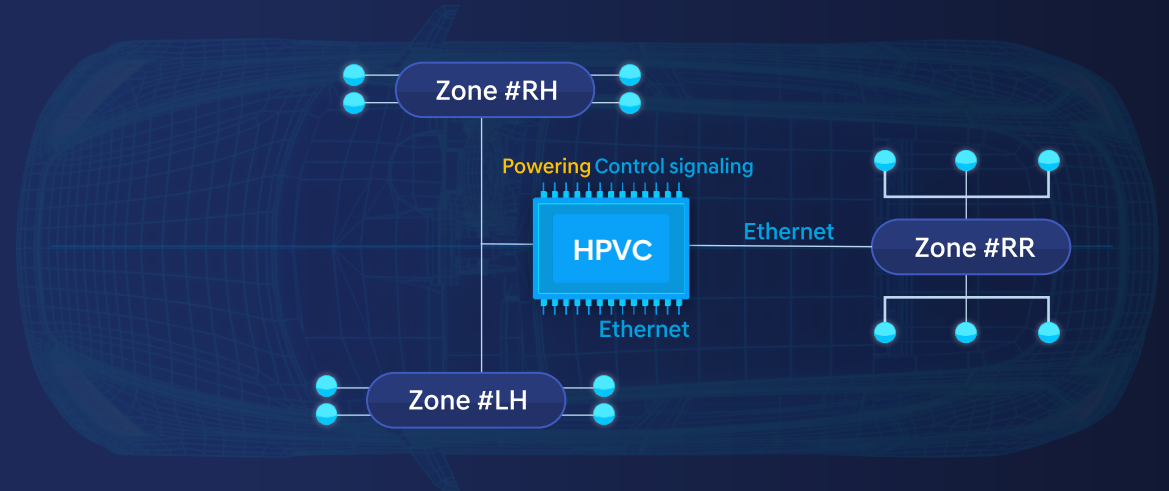 Zone #RH
Powering Control signaling
HPVC
Ethernet
Zone #RR
Ethernet
Zone #LH